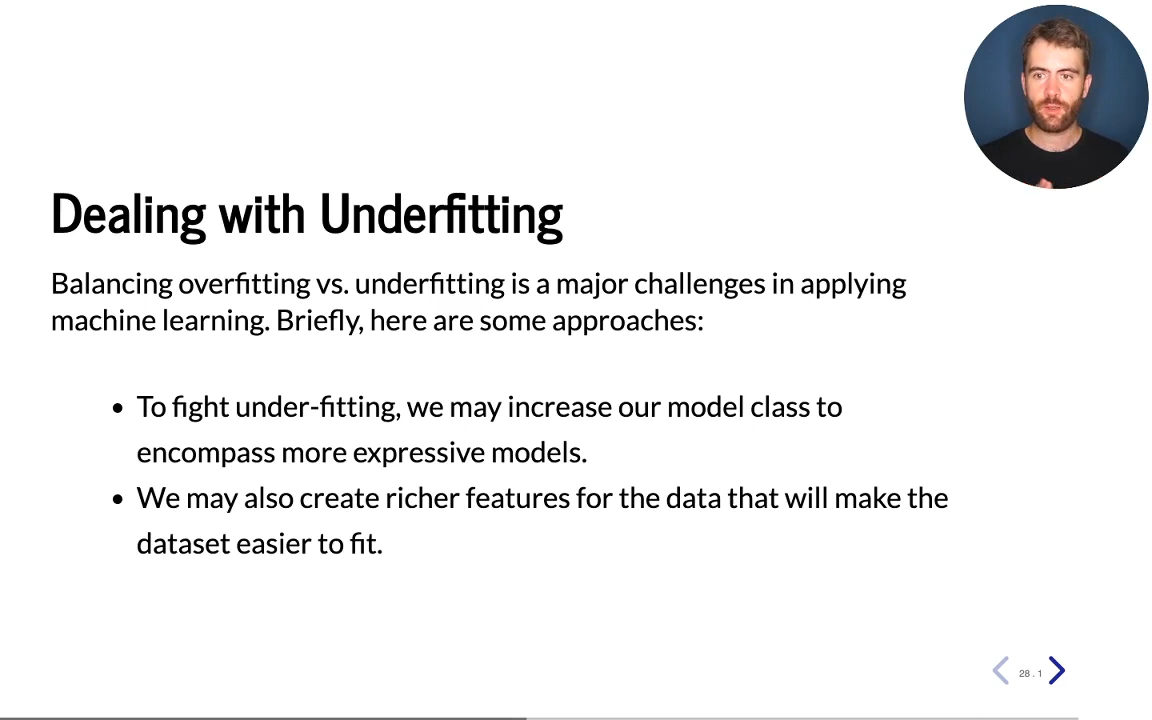 Dealing with Underfitting
Balancing overfitting vs. underfitting is a major challenges in applying
machine learning. Briefly, here are some approaches:
• To fight under-fitting, we may increase our model class to
encompass more expressive models.
• We may also create richer features for the data that will make the
dataset easier to fit.
28 . 1